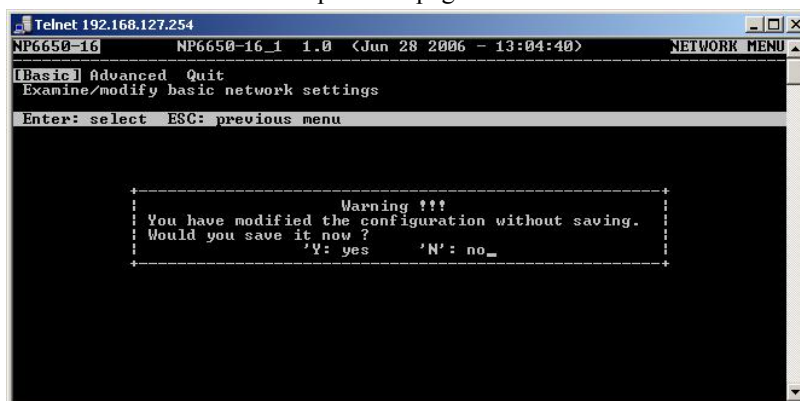 Telnet 192.168.127.254
NP6650-16 NP6650-16_1 1.0 (Jun 28 2006 - 13:04:40) NETWORK MENU
[Basic] Advanced Quit
Examine/modify basic network settings
Enter: select ESC: previous menu
Warning !!!
You have modified the configuration without saving.
Would you save it now ?
'Y: yes 'N': no_